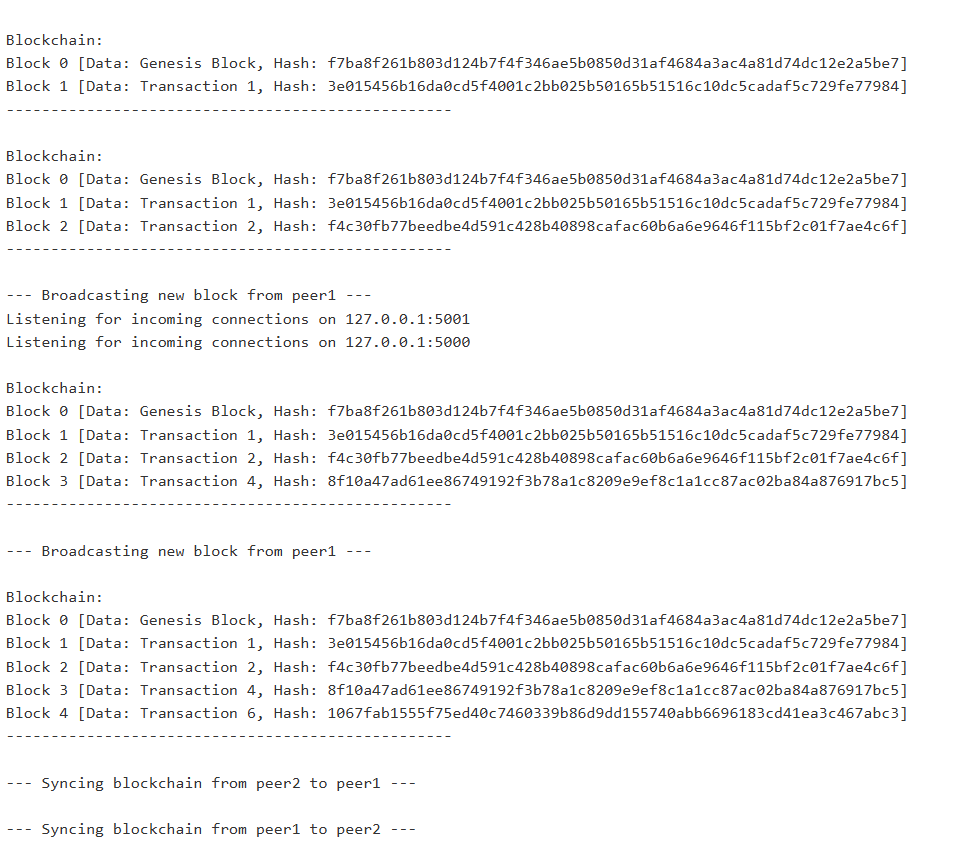 Blockchain:
Block 0 [Data: Genesis Block, Hash: f7ba8f261b803d124b7f4f346ae5b0850d31af4684a3ac4a81d74dc12e2a5be7]
Block 1 [Data: Transaction 1, Hash: 3e015456b16da0cd5f4001c2bb025b50165b51516c10dc5cadaf5c729fe77984]
--------------------------------------------------
Blockchain:
Block 0 [Data: Genesis Block, Hash: f7ba8f261b803d124b7f4f346ae5b0850d31af4684a3ac4a81d74dc12e2a5be7]
Block 1 [Data: Transaction 1, Hash: 3e015456b16da0cd5f4001c2bb025b50165b51516c10dc5cadaf5c729fe77984]
Block 2 [Data: Transaction 2, Hash: f4c30fb77beedbe4d591c428b40898cafac60b6a6e9646f115bf2c01f7ae4c6f]
--------------------------------------------------
--- Broadcasting new block from peer1 ---
Listening for incoming connections on 127.0.0.1:5001
Listening for incoming connections on 127.0.0.1:5000
Blockchain:
Block 0 [Data: Genesis Block, Hash: f7ba8f261b803d124b7f4f346ae5b0850d31af4684a3ac4a81d74dc12e2a5be7]
Block 1 [Data: Transaction 1, Hash: 3e015456b16da0cd5f4001c2bb025b50165b51516c10dc5cadaf5c729fe77984]
Block 2 [Data: Transaction 2, Hash: f4c30fb77beedbe4d591c428b40898cafac60b6a6e9646f115bf2c01f7ae4c6f]
Block 3 [Data: Transaction 4, Hash: 8f10a47ad61ee86749192f3b78a1c8209e9ef8c1a1cc87ac02ba84a876917bc5]
--------------------------------------------------
--- Broadcasting new block from peer1 ---
Blockchain:
Block 0 [Data: Genesis Block, Hash: f7ba8f261b803d124b7f4f346ae5b0850d31af4684a3ac4a81d74dc12e2a5be7]
Block 1 [Data: Transaction 1, Hash: 3e015456b16da0cd5f4001c2bb025b50165b51516c10dc5cadaf5c729fe77984]
Block 2 [Data: Transaction 2, Hash: f4c30fb77beedbe4d591c428b40898cafac60b6a6e9646f115bf2c01f7ae4c6f]
Block 3 [Data: Transaction 4, Hash: 8f10a47ad61ee86749192f3b78a1c8209e9ef8c1a1cc87ac02ba84a876917bc5]
Block 4 [Data: Transaction 6, Hash: 1067fab1555f75ed40c7460339b86d9dd155740abb6696183cd41ea3c467abc3]
--------------------------------------------------
--- Syncing blockchain from peer2 to peer1 ---
--- Syncing blockchain from peer1 to peer2 ---